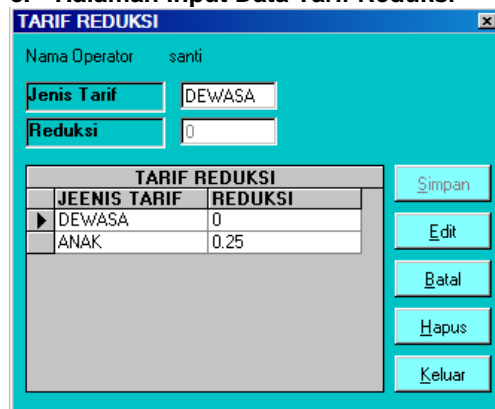 TARIF REDUKSI
Nama Operator santi
Jenis Tarif DEWASA
Reduksi 0
TARIF REDUKSI
JEENIS TARIF REDUKSI
DEWASA 0
ANAK 0.25
Simpan
Edit
Batal
Hapus
Keluar